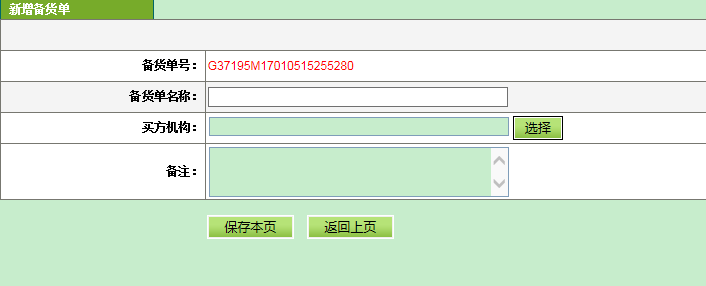 新增备货单
备货单号： G37195M17010515255280
备货单名称：
买方机构： 选择
备注：
保存本页 返回上页